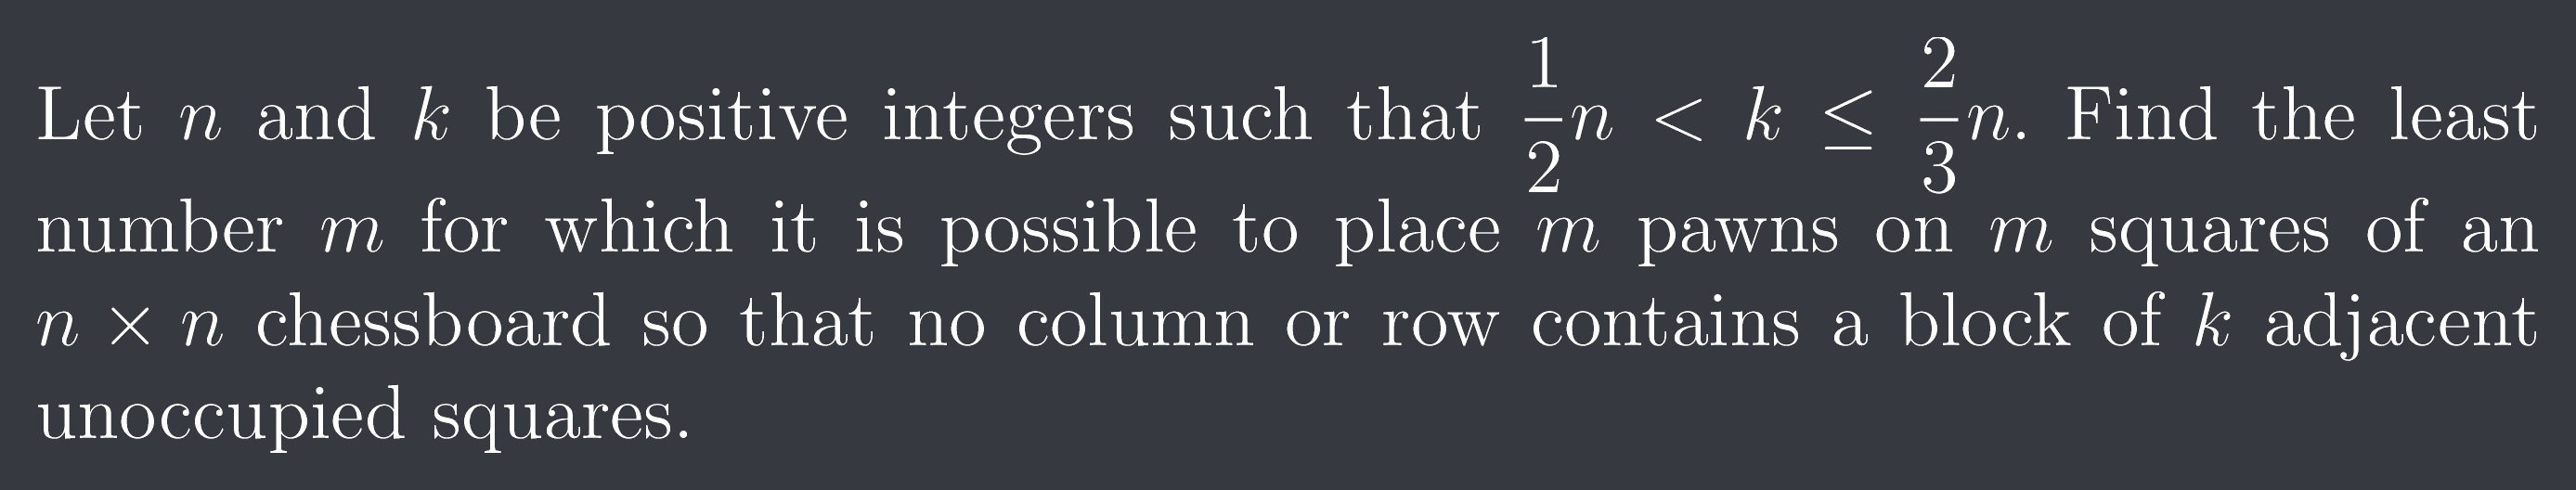 Let n and k be positive integers such that \frac{1}{2}n < k ≤ \frac{2}{3}n. Find the least
number m for which it is possible to place m pawns on m squares of an
n × n chessboard so that no column or row contains a block of k adjacent
unoccupied squares.